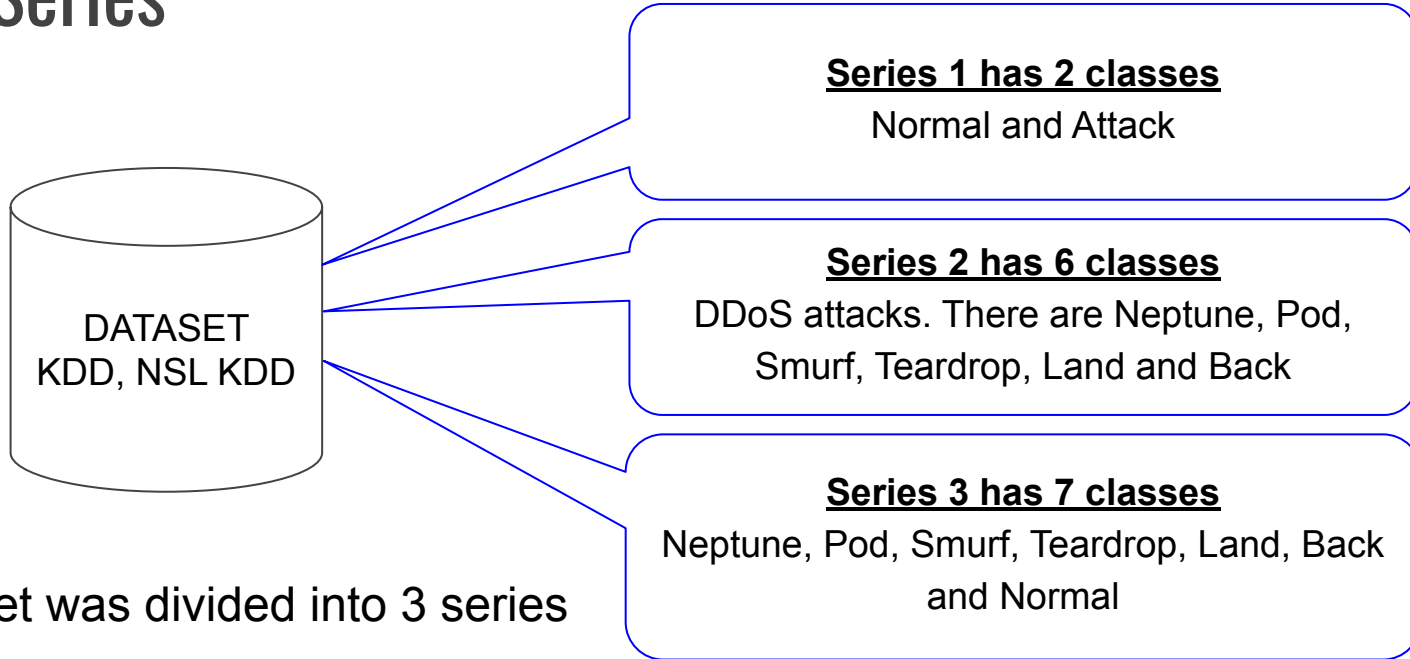 Series
Series 1 has 2 classes
Normal and Attack
DATASET
KDD, NSL KDD
Series 2 has 6 classes
DDoS attacks. There are Neptune, Pod,
Smurf, Teardrop, Land and Back
Series 3 has 7 classes
Neptune, Pod, Smurf, Teardrop, Land, Back
and Normal
et was divided into 3 series